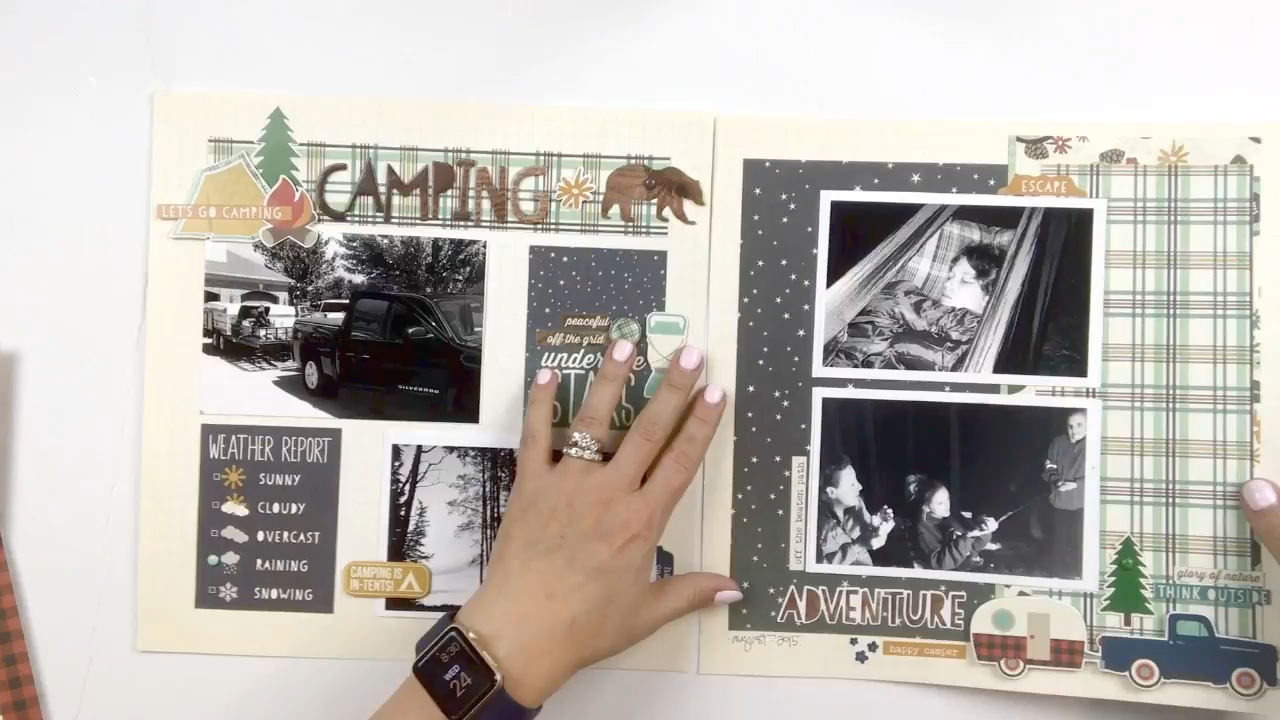 CAMPING
LET'S GO CAMPING
SILVERADO
peaceful
off the grid
under
STARS
WEATHER REPORT
SUNNY
CLOUDY
OVERCAST
RAINING
SNOWING
CAMPING IS
IN-TENTS!
8:30
WED
24
ESCAPE
off the beaten path
ADVENTURE
august 2015
happy camper
glory of nature
THINK OUTSIDE